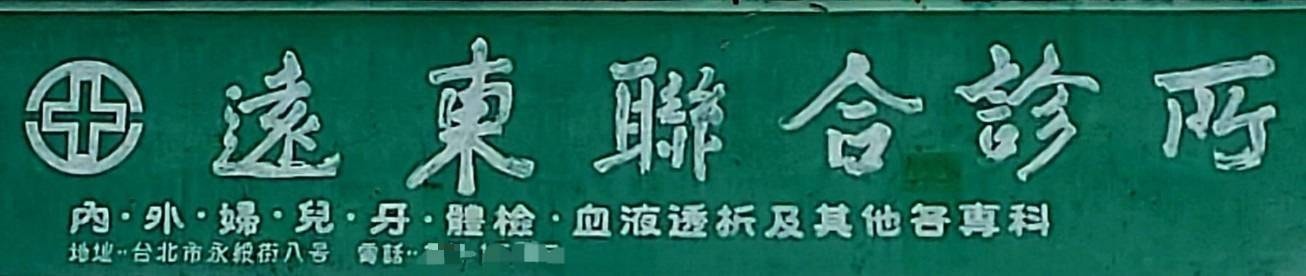 遠東聯合診所
內·外·婦·兒·牙·體檢·血液透析及其他各專科
地址··台北市永綏街八号 電話··